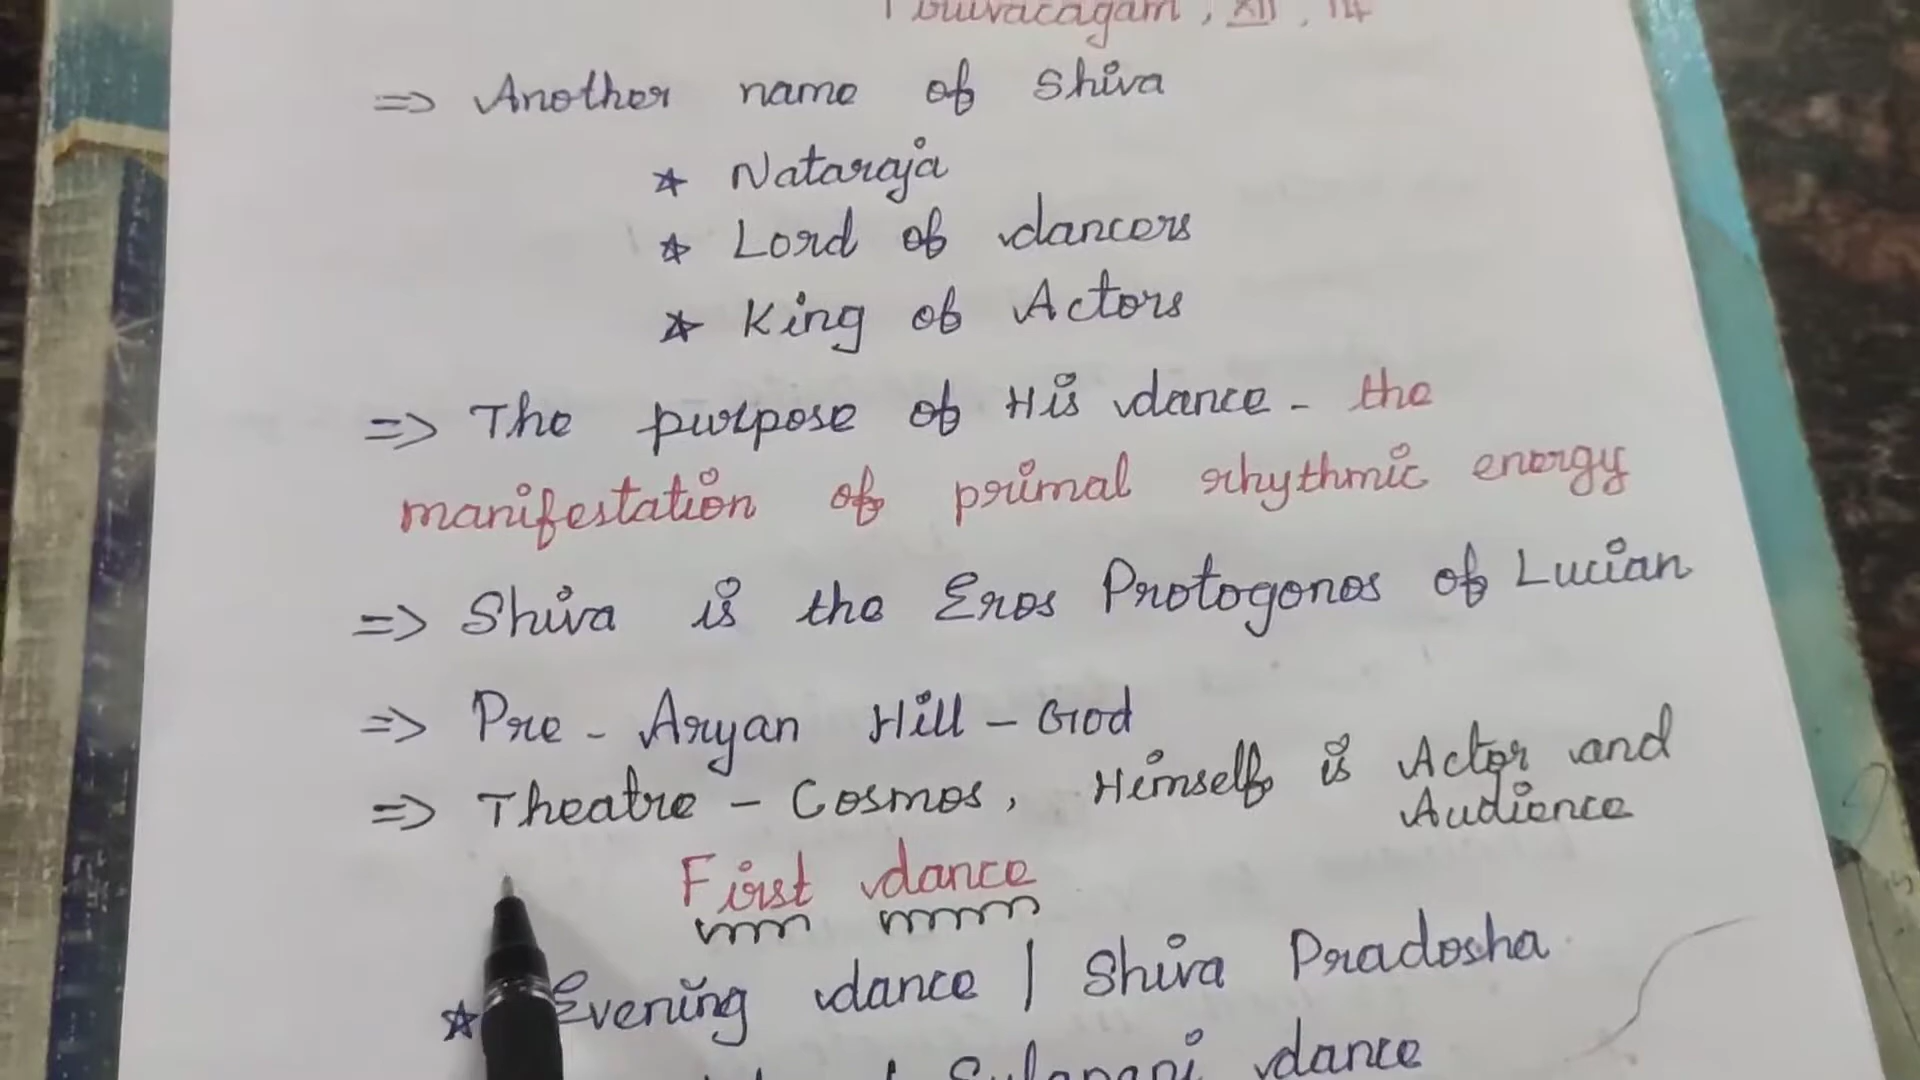 XII, 14
=> Another name of Shiva
☆ Nataraja
☆ Lord of dancers
☆ King of Actors
=> The purpose of His dance - the
manifestation of primal rhythmic energy
=> Shiva is the Eros Protogonos of Lucian
=> Pre - Aryan Hill - God
=> Theatre - Cosmos, Himself is Actor and
Audience
First dance
☆ Evening dance | Shiva Pradosha
dance